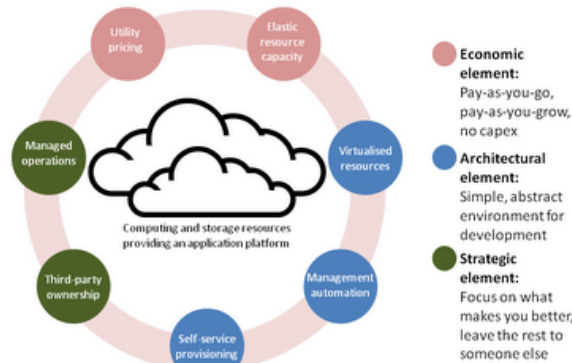 Utility
pricing
Elastic
resource
capacity
Managed
operations
Virtualised
resources
Computing and storage resources
providing an application platform
Third-party
ownership
Management
automation
Self-service
provisioning
Economic
element:
Pay-as-you-go,
pay-as-you-grow,
no capex
Architectural
element:
Simple, abstract
environment for
development
Strategic
element:
Focus on what
makes you better,
leave the rest to
someone else